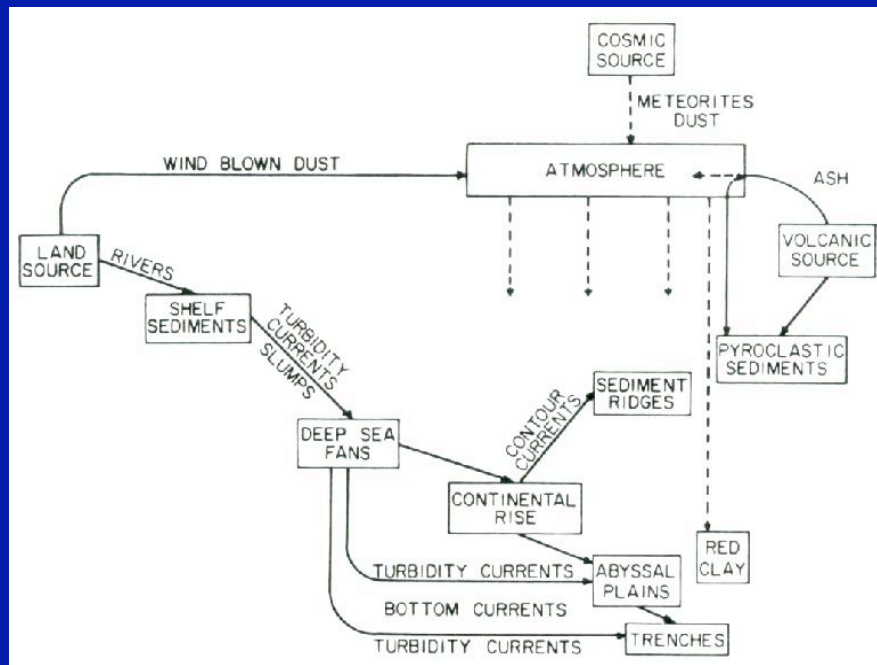 COSMIC
SOURCE
METEORITES
DUST
WIND BLOWN DUST
ATMOSPHERE
ASH
LAND
SOURCE
RIVERS
VOLCANIC
SOURCE
SHELF
SEDIMENTS
TURBIDITY
CURRENTS
SLUMPS
PYROCLASTIC
SEDIMENTS
SEDIMENT
RIDGES
CONTOUR
CURRENTS
DEEP SEA
FANS
CONTINENTAL
RISE
RED
CLAY
TURBIDITY CURRENTS
ABYSSAL
PLAINS
BOTTOM CURRENTS
TRENCHES
TURBIDITY CURRENTS